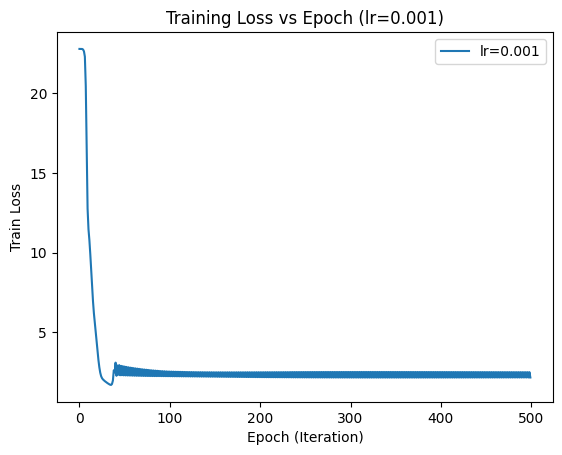 Training Loss vs Epoch (lr=0.001)
lr=0.001
Train Loss
20
15
10
5
0
100
200
300
400
500
Epoch (Iteration)